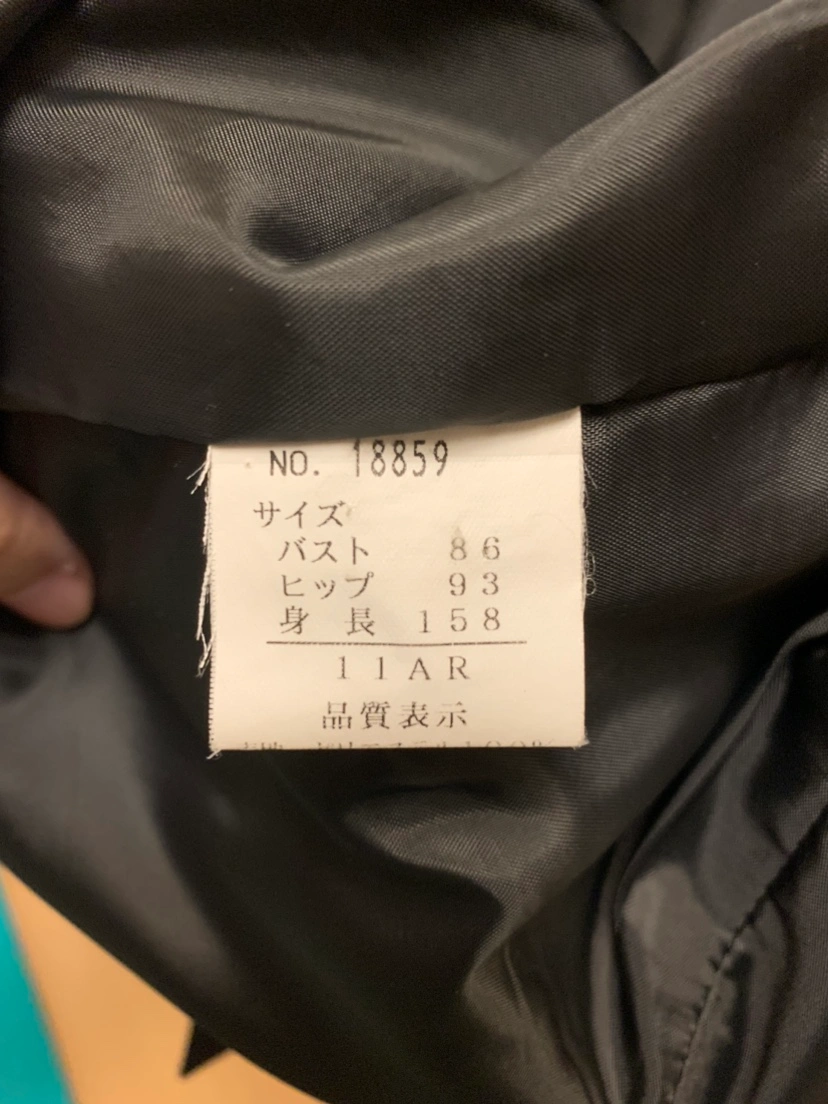 NO. 18859
サイズ
バスト 86
ヒップ 93
身長 158
11AR
品質表示